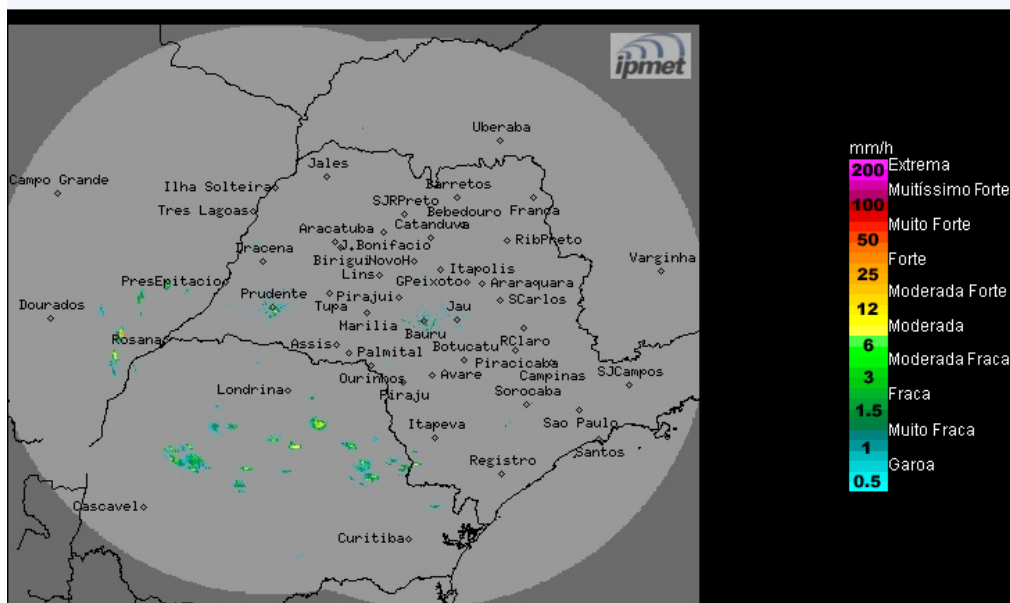 ipmet
Uberaba
Jales
Campo Grande
Ilha Solteira
Barretos
SJRPreto
Tres Lagoas
Bebedouro
Franca
Aracatuba
Catanduva
J.Bonifacio
RibPreto
Dracena
BiriguiNovoH
Varginha
Lins
Itapolis
PresEpitacio
GPeixoto
Araraquara
Prudente
Tupa
Pirajui
SCarlos
Dourados
Jau
Marilia
Bauru
Rosana
Assis
Botucatu
RClaro
Palmital
Piracicaba
Ourinhos
Avare
Campinas
SJCampos
Londrina
Piraju
Sorocaba
Itapeva
Sao Paulo
Santos
Registro
Cascavel
Curitiba
mm/h
200 Extrema
Muitíssimo Forte
100
Muito Forte
50
Forte
25
Moderada Forte
12
Moderada
6
Moderada Fraca
3
Fraca
1.5
Muito Fraca
1
Garoa
0.5